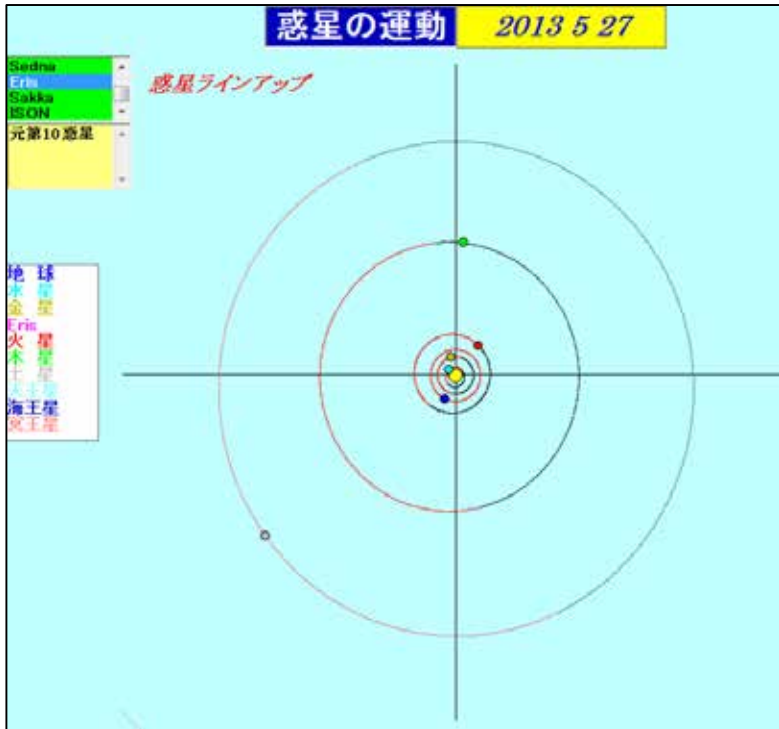 惑星の運動
2013 5 27
惑星ラインアップ
Sedna
Eris
Sakka
ISON
元第10惑星
地 球
水 星
金 星
Eris
火 星
木 星
土 星
天王星
海王星
冥王星